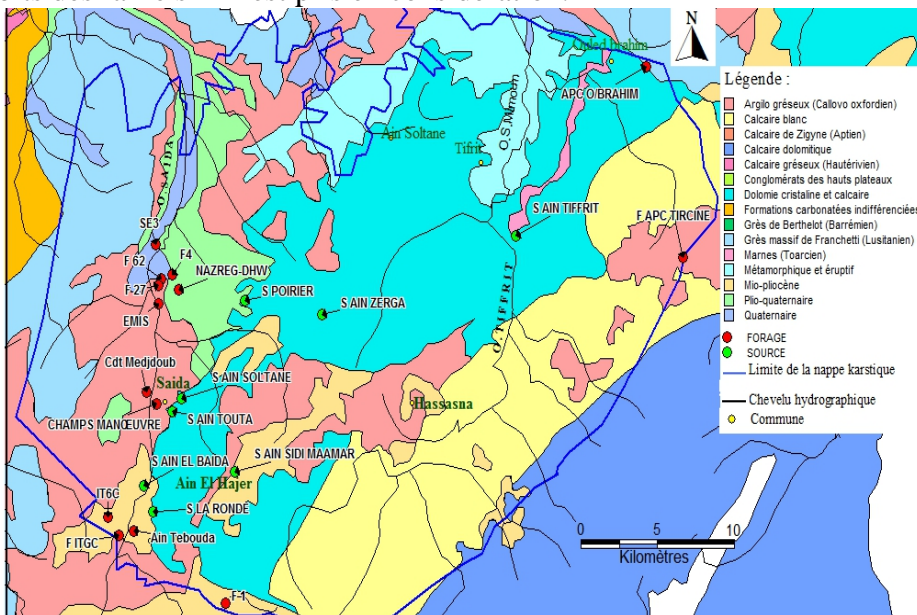 N
Ouled brahim
APC O/BRAHIM
O.S.Mimoun
Ain Soltane
Tifrit
O.SAIDA
S AIN TIFFRIT
F APC TIRCINE
SE3
F 62
F4
NAZREG-DHW
F-27
EMIS
S POIRIER
S AIN ZERGA
O.TIFFRIT
Cdt Medjdoub
Saida
S AIN SOLTANE
CHAMPS MANŒUVRE
S AIN TOUTA
Hassasna
S AIN EL BAIDA
S AIN SIDI MAAMAR
Ain El Hajer
IT6C
S LA RONDE
F ITGC
Ain Tebouda
F-1
0 5 10
Kilomètres
Légende :
Argilo gréseux (Callovo oxfordien)
Calcaire blanc
Calcaire de Zigyne (Aptien)
Calcaire dolomitique
Calcaire gréseux (Hautérivien)
Conglomérats des hauts plateaux
Dolomie cristaline et calcaire
Formations carbonatées indifférenciées
Grès de Berthelot (Barrémien)
Grès massif de Franchetti (Lusitanien)
Marnes (Toarcien)
Métamorphique et éruptif
Mio-pliocène
Plio-quaternaire
Quaternaire
FORAGE
SOURCE
Limite de la nappe karstique
Chevelu hydrographique
Commune